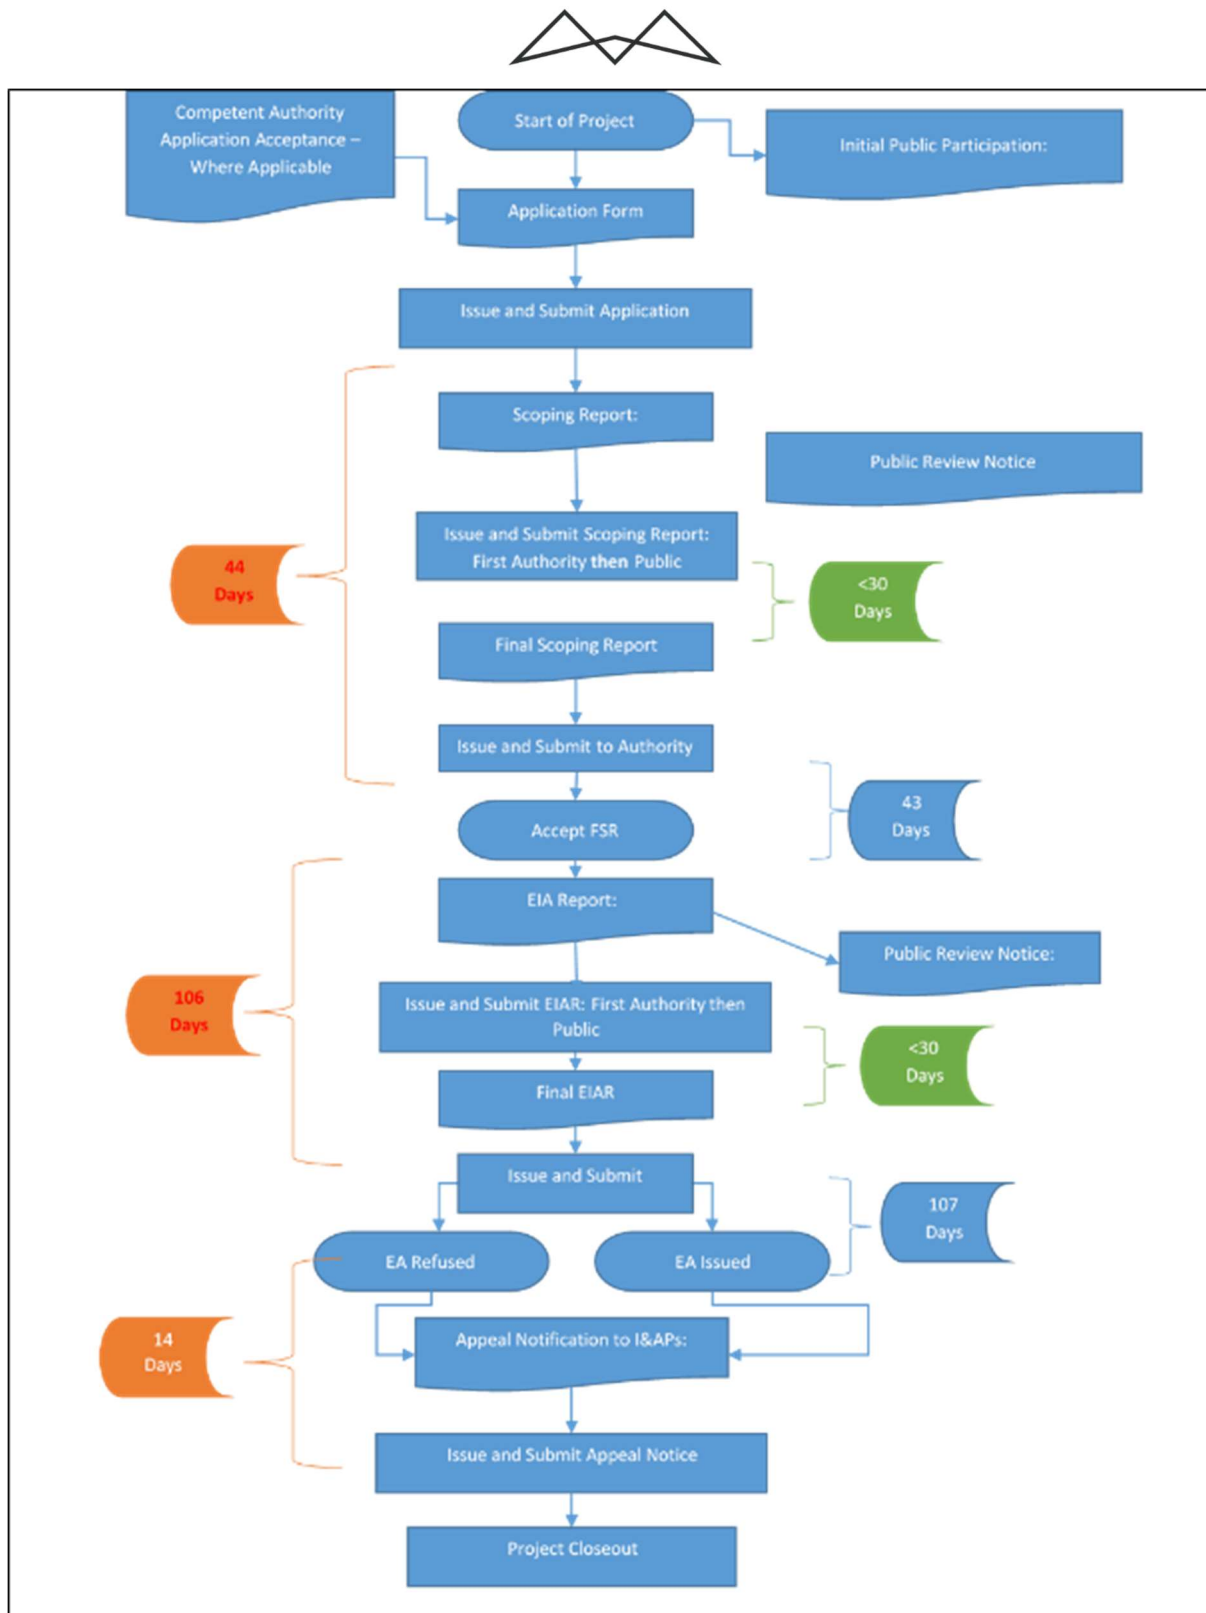 Competent Authority
Application Acceptance –
Where Applicable
Start of Project
Initial Public Participation:
Application Form
Issue and Submit Application
Scoping Report:
Public Review Notice
Issue and Submit Scoping Report:
First Authority then Public
44
Days
<30
Days
Final Scoping Report
Issue and Submit to Authority
43
Days
Accept FSR
EIA Report:
Public Review Notice:
106
Days
Issue and Submit EIAR: First Authority then
Public
<30
Days
Final EIAR
Issue and Submit
107
Days
EA Refused
EA Issued
14
Days
Appeal Notification to I&APs:
Issue and Submit Appeal Notice
Project Closeout